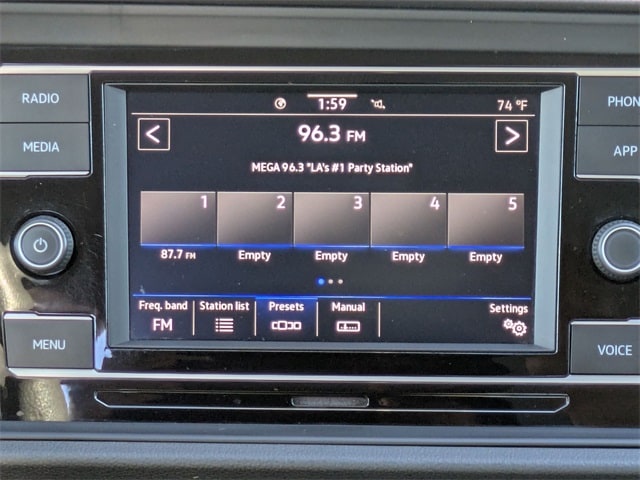 RADIO
MEDIA
MENU
1:59
74 °F
<
96.3 FM
>
MEGA 96.3 "LA's #1 Party Station"
1 2 3 4 5
87.7 FM Empty Empty Empty Empty
Freq. band Station list Presets Manual Settings
FM
PHON
APP
VOICE